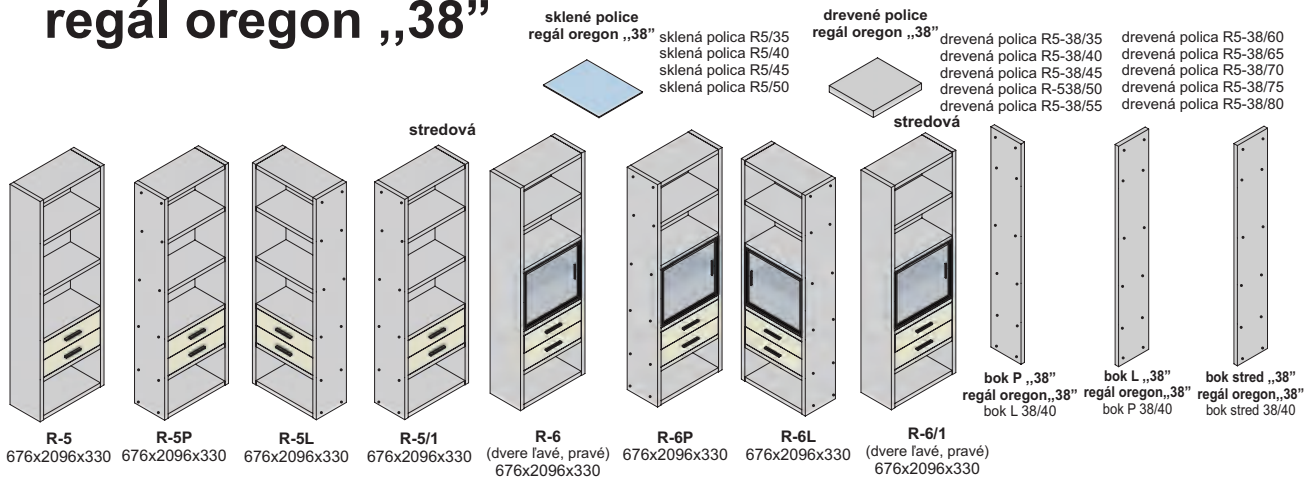 regál oregon ,,38”
sklené police
regál oregon ,,38”
sklená polica R5/35
sklená polica R5/40
sklená polica R5/45
sklená polica R5/50
drevené police
regál oregon ,,38”
drevená polica R5-38/35
drevená polica R5-38/40
drevená polica R5-38/45
drevená polica R-538/50
drevená polica R5-38/55
drevená polica R5-38/60
drevená polica R5-38/65
drevená polica R5-38/70
drevená polica R5-38/75
drevená polica R5-38/80
stredová
stredová
R-5
676x2096x330
R-5P
676x2096x330
R-5L
676x2096x330
R-5/1
676x2096x330
R-6
(dvere ľavé, pravé)
676x2096x330
R-6P
676x2096x330
R-6L
676x2096x330
R-6/1
(dvere ľavé, pravé)
676x2096x330
bok P ,,38”
regál oregon,,38”
bok L 38/40
bok L ,,38”
regál oregon,,38”
bok P 38/40
bok stred ,,38”
regál oregon,,38”
bok stred 38/40